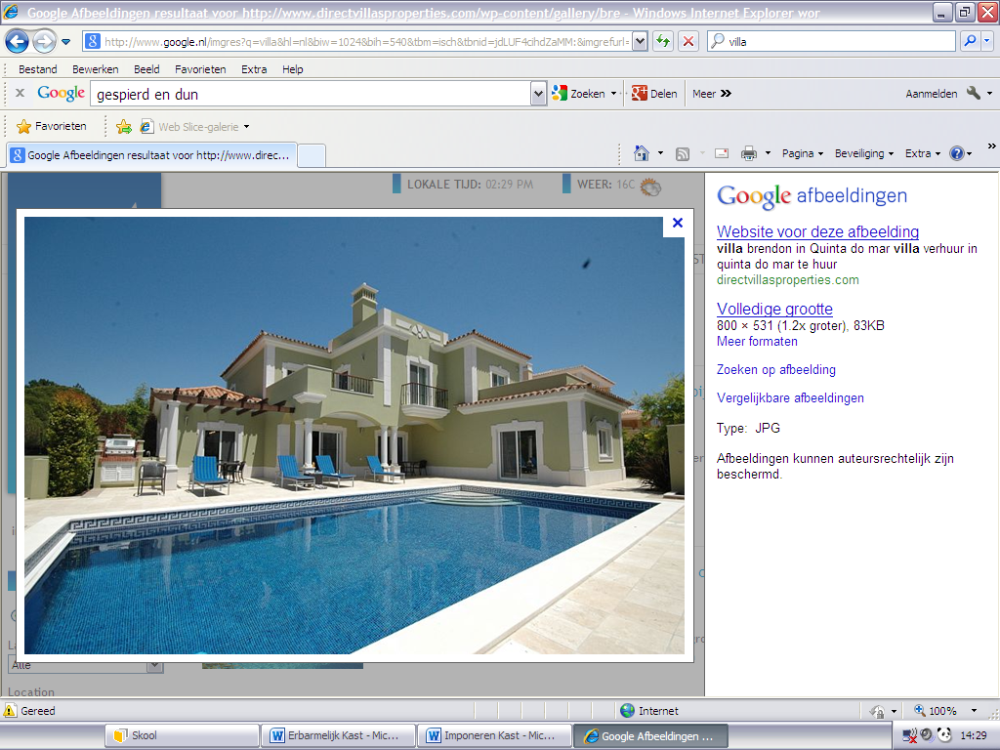 Google Afbeeldingen resultaat voor http://www.directvillasproperties.com/wp-content/gallery/bre - Windows Internet Explorer wor
http://www.google.nl/imgres?q=villa&hl=nl&biw=1024&bih=540&tbm=isch&tbnid=jdLUF4cihdZaMM:&imgrefurl=
villa
Bestand Bewerken Beeld Favorieten Extra Help
x Google gespierd en dun Zoeken Delen Meer » Aanmelden
Favorieten Web Slice-galerie
Google Afbeeldingen resultaat voor http://www.direc... Pagina Beveiliging Extra »
LOKALE TIJD: 02:29 PM WEER: 16C
Google afbeeldingen
Website voor deze afbeelding
villa brendon in Quinta do mar villa verhuur in
quinta do mar te huur
directvillasproperties.com
Volledige grootte
800 × 531 (1.2x groter), 83KB
Meer formaten
Zoeken op afbeelding
Vergelijkbare afbeeldingen
Type: JPG
Afbeeldingen kunnen auteursrechtelijk zijn
beschermd.
Alle
Location
Gereed Internet 100%
Skool Erbarmelijk Kast - Mic... Imponeren Kast - Mic... Google Afbeeldingen ... 14:29